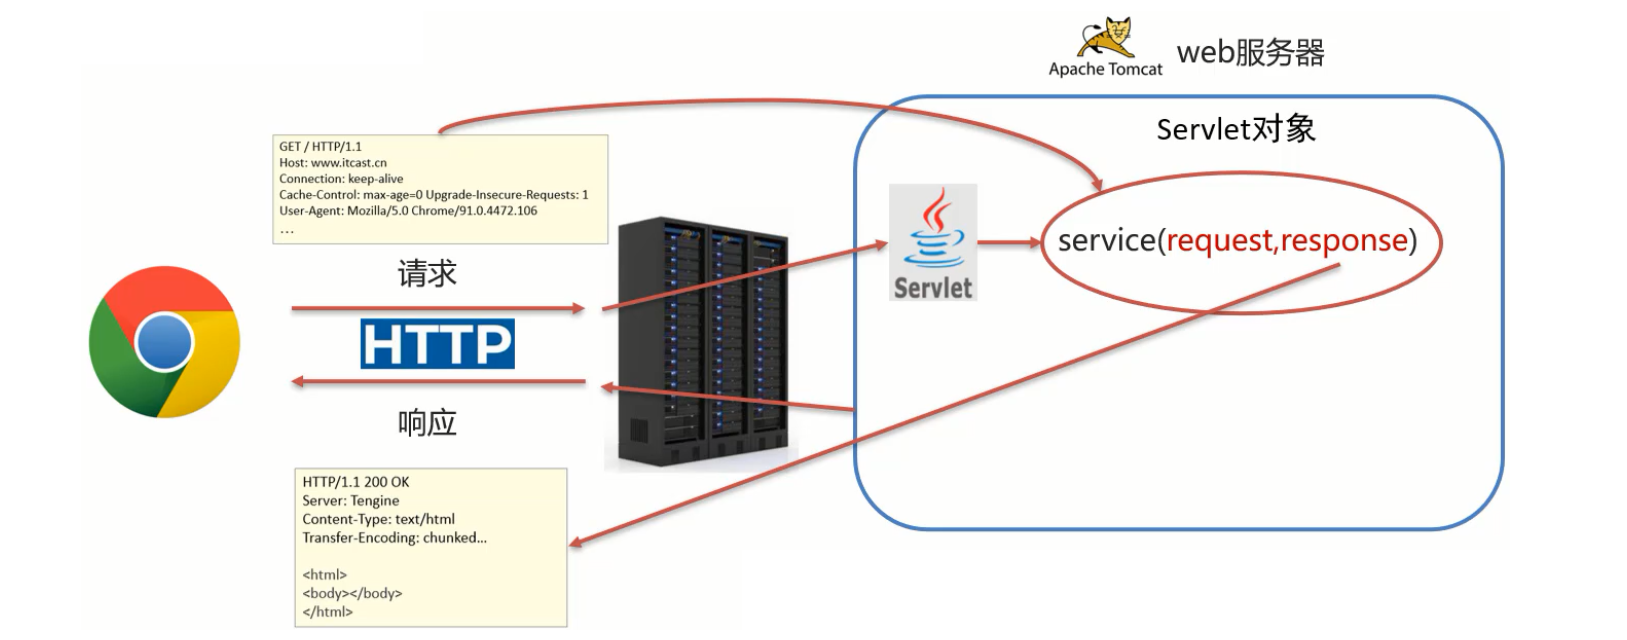 Apache Tomcat
web服务器
Servlet对象
GET / HTTP/1.1
Host: www.itcast.cn
Connection: keep-alive
Cache-Control: max-age=0 Upgrade-Insecure-Requests: 1
User-Agent: Mozilla/5.0 Chrome/91.0.4472.106
...
请求
HTTP
响应
Servlet
service(request,response)
HTTP/1.1 200 OK
Server: Tengine
Content-Type: text/html
Transfer-Encoding: chunked...
<html>
<body></body>
</html>